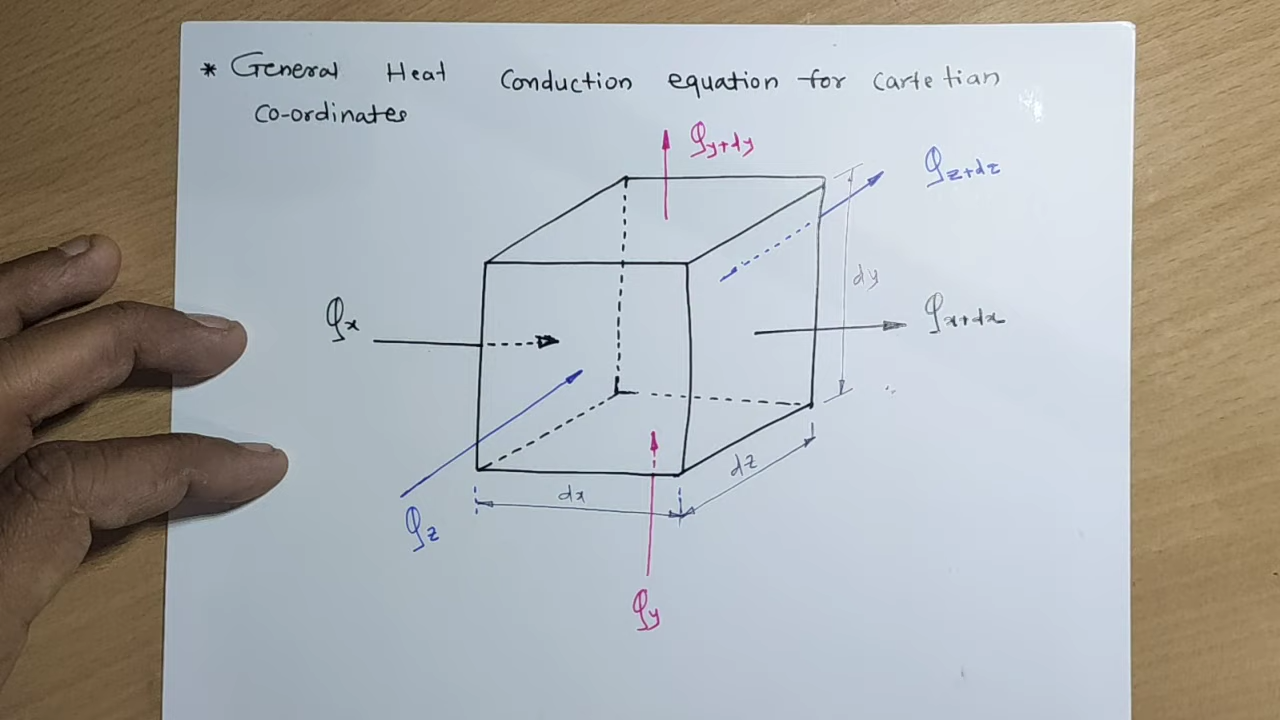 * General Heat Conduction equation for cartetian
Co-ordinates
Qy+dy
Qz+dz
dy
Qx
Qx+dx
dz
dx
Qz
Qy